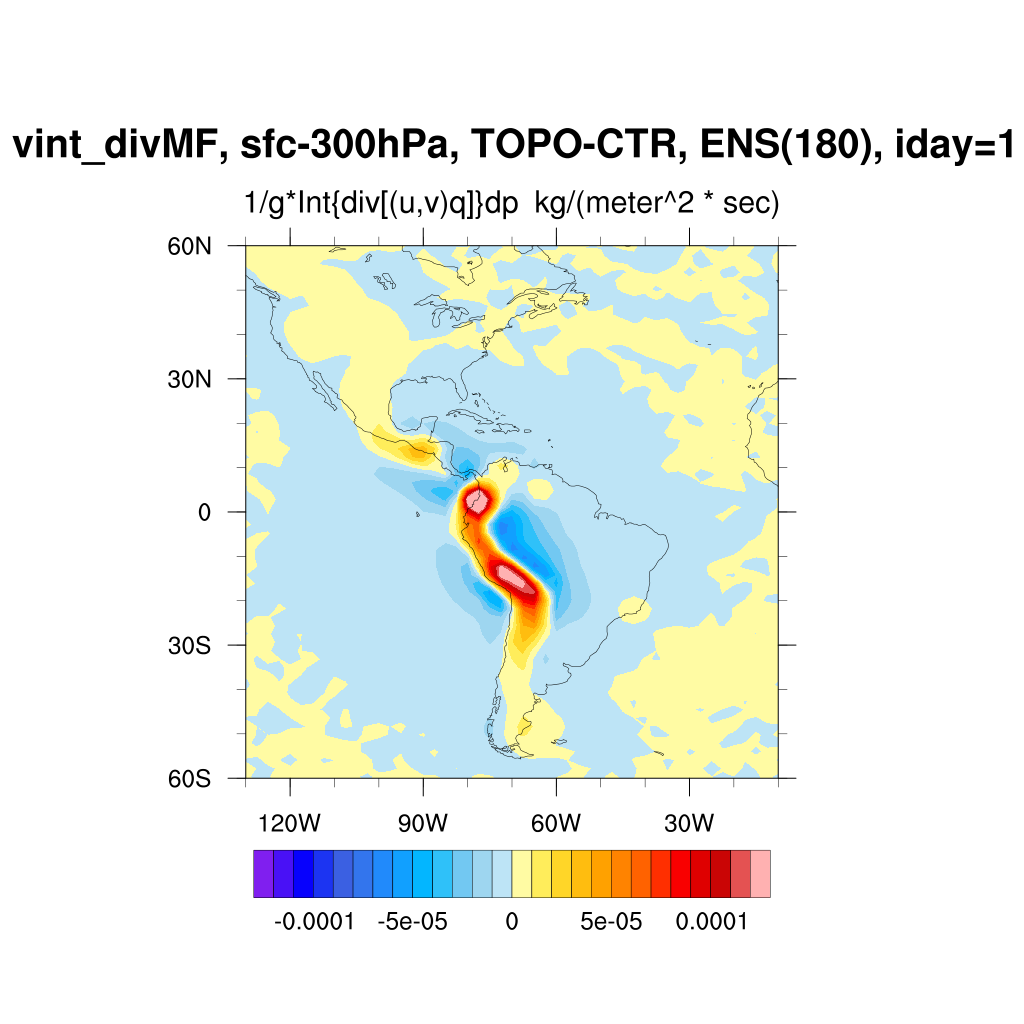 vint_divMF, sfc-300hPa, TOPO-CTR, ENS(180), iday=1
1/g*Int{div[(u,v)q]}dp  kg/(meter^2 * sec)
60N
30N
0
30S
60S
120W 90W 60W 30W
-0.0001 -5e-05 0 5e-05 0.0001